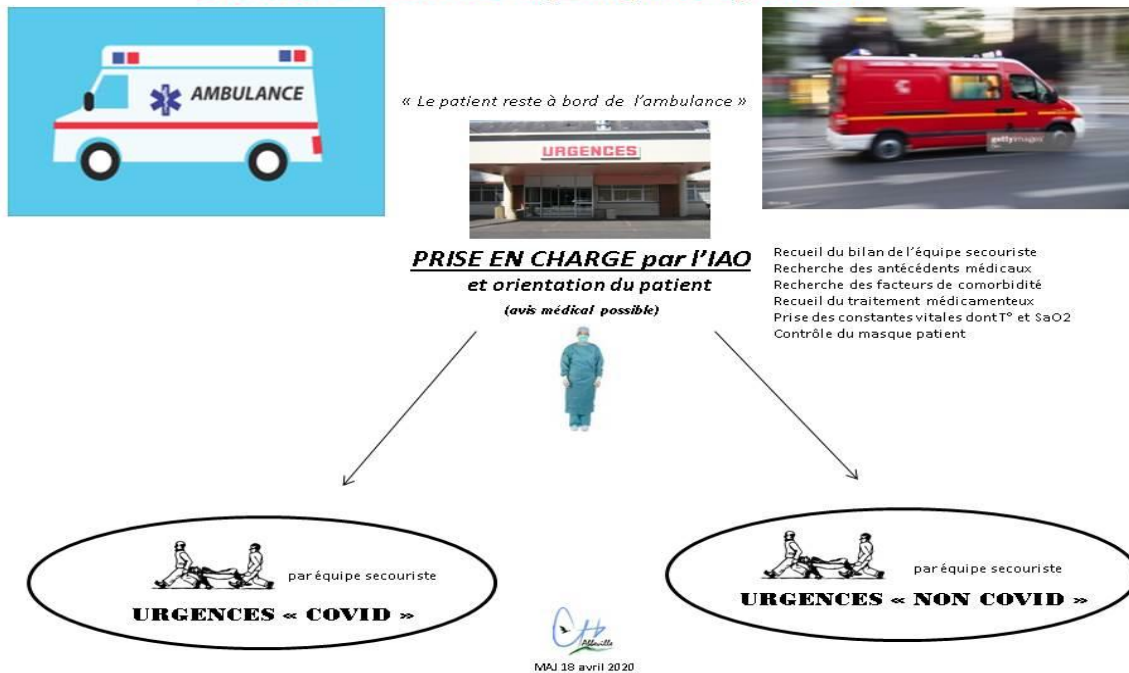 AMBULANCE
« Le patient reste à bord de l'ambulance »
URGENCES
gettyimages
PRISE EN CHARGE par l'IAO
et orientation du patient
(avis médical possible)
Recueil du bilan de l'équipe secouriste
Recherche des antécédents médicaux
Recherche des facteurs de comorbidité
Recueil du traitement médicamenteux
Prise des constantes vitales dont T° et SaO2
Contrôle du masque patient
par équipe secouriste
URGENCES « COVID »
par équipe secouriste
URGENCES « NON COVID »
CH
Abbeville
MAJ 18 avril 2020